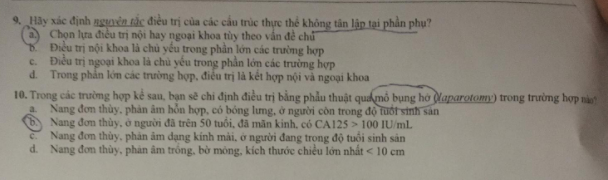 9. Hãy xác định nguyên tắc điều trị của các cấu trúc thực thể không tân lập tại phần phụ?
a. Chọn lựa điều trị nội hay ngoại khoa tùy theo vấn đề chủ
b. Điều trị nội khoa là chủ yếu trong phần lớn các trường hợp
c. Điều trị ngoại khoa là chủ yếu trong phần lớn các trường hợp
d. Trong phần lớn các trường hợp, điều trị là kết hợp nội và ngoại khoa
10. Trong các trường hợp kể sau, bạn sẽ chỉ định điều trị bằng phẫu thuật qua mổ bụng hở (laparotomy) trong trường hợp nào?
a. Nang đơn thùy, phản âm hỗn hợp, có bóng lưng, ở người còn trong độ tuổi sinh sản
b. Nang đơn thùy, ở người đã trên 50 tuổi, đã mãn kinh, có CA125 > 100 IU/mL
c. Nang đơn thùy, phản âm dạng kính mài, ở người đang trong độ tuổi sinh sản
d. Nang đơn thùy, phản âm trống, bờ mỏng, kích thước chiều lớn nhất < 10 cm